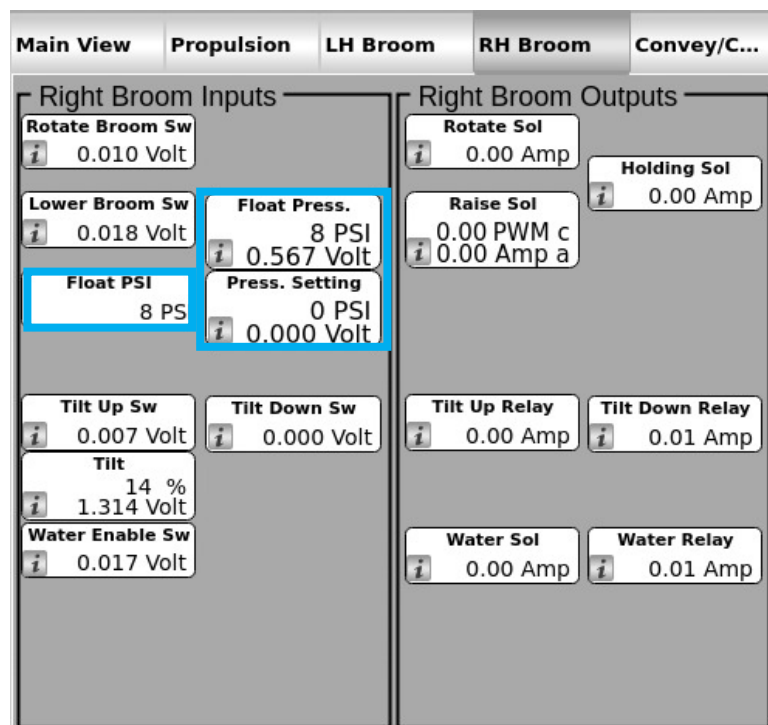 Main View
Propulsion
LH Broom
RH Broom
Convey/C...
Right Broom Inputs
Rotate Broom Sw
i 0.010 Volt
Lower Broom Sw
i 0.018 Volt
Float Press.
8 PSI
i 0.567 Volt
Float PSI
8 PS
Press. Setting
0 PSI
i 0.000 Volt
Tilt Up Sw
i 0.007 Volt
Tilt Down Sw
i 0.000 Volt
Tilt
14 %
i 1.314 Volt
Water Enable Sw
i 0.017 Volt
Right Broom Outputs
Rotate Sol
i 0.00 Amp
Holding Sol
i 0.00 Amp
Raise Sol
0.00 PWM c
i 0.00 Amp a
Tilt Up Relay
i 0.00 Amp
Tilt Down Relay
i 0.01 Amp
Water Sol
i 0.00 Amp
Water Relay
i 0.01 Amp